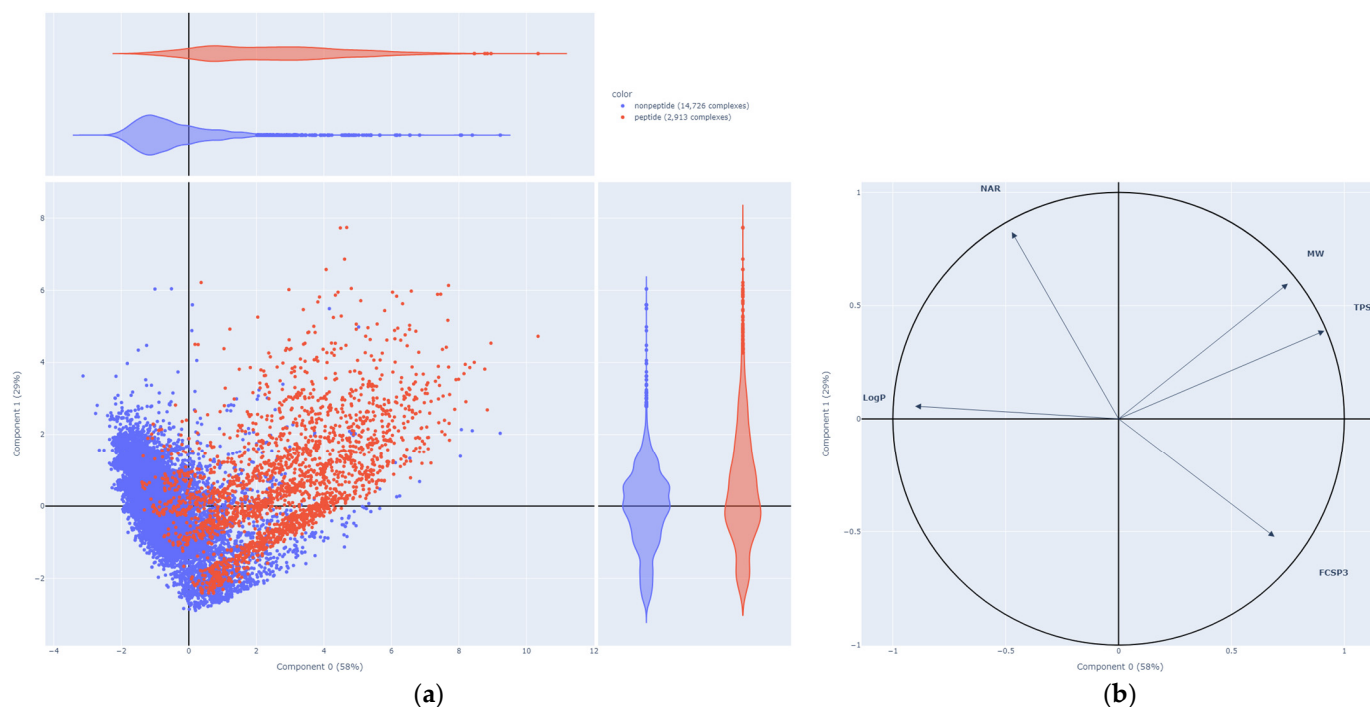 color
nonpeptide (14,726 complexes)
peptide (2,913 complexes)
8
6
4
2
0
−2
Component 1 (29%)
−4
−2
0
2
4
6
8
10
12
Component 0 (58%)
(a)
NAR
MW
TPS
LogP
FCSP3
1
0.5
0
−0.5
−1
Component 1 (29%)
−1
−0.5
0
0.5
1
Component 0 (58%)
(b)